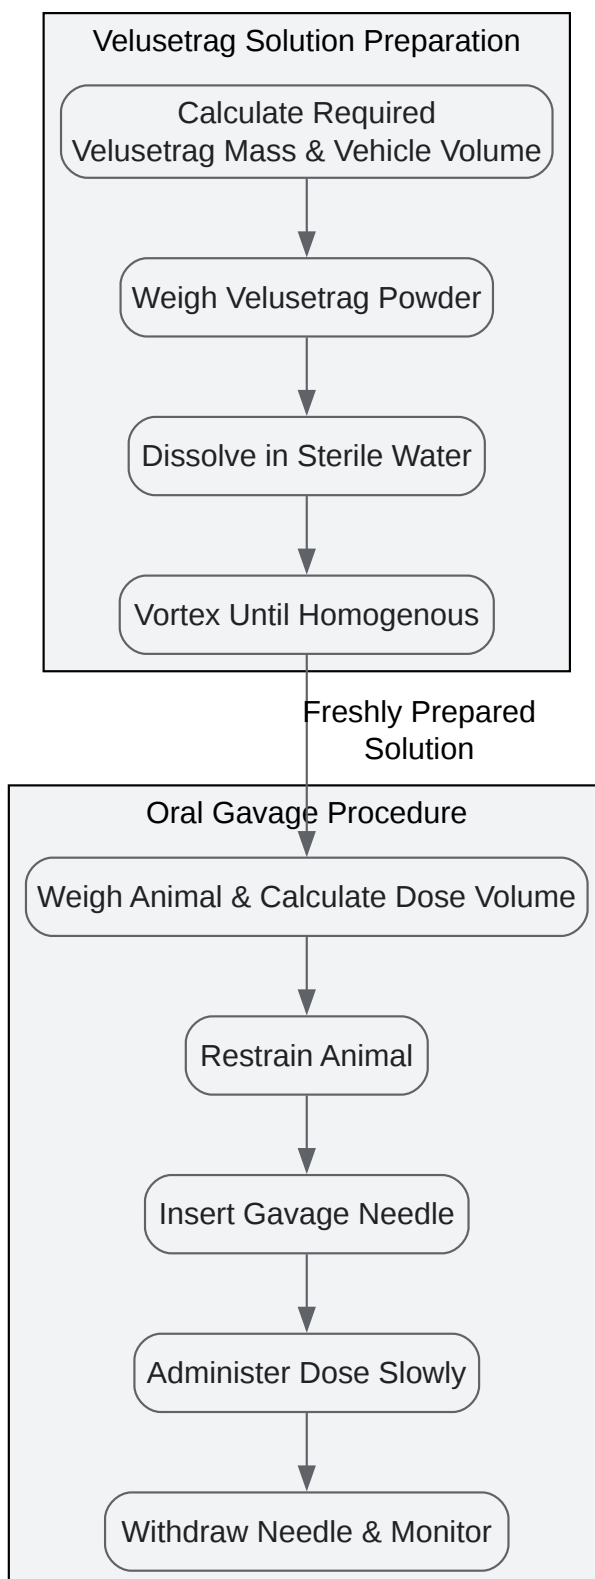 Velusetrag Solution Preparation
Calculate Required
Velusetrag Mass & Vehicle Volume
Weigh Velusetrag Powder
Dissolve in Sterile Water
Vortex Until Homogenous
Freshly Prepared
Solution
Oral Gavage Procedure
Weigh Animal & Calculate Dose Volume
Restrain Animal
Insert Gavage Needle
Administer Dose Slowly
Withdraw Needle & Monitor